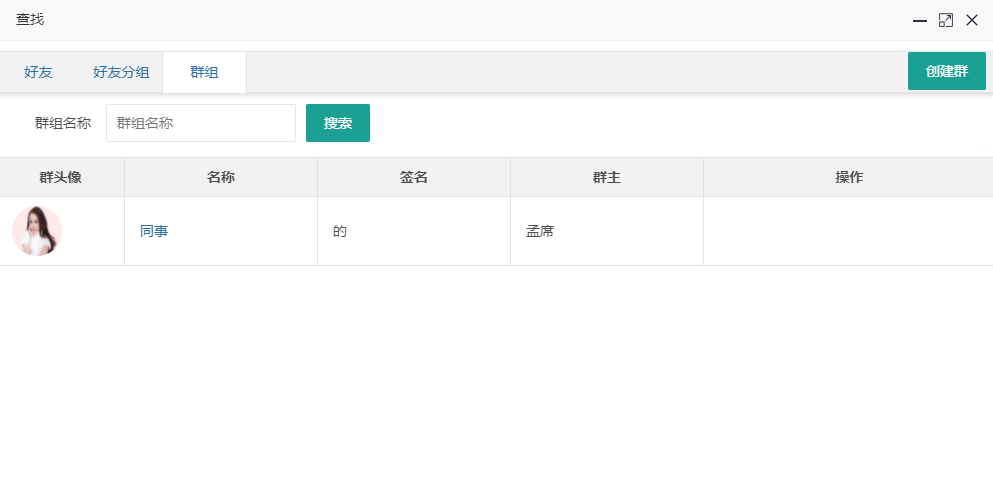 查找
好友 好友分组 群组 创建群
群组名称 群组名称 搜索
群头像 名称 签名 群主 操作
同事 的 孟席